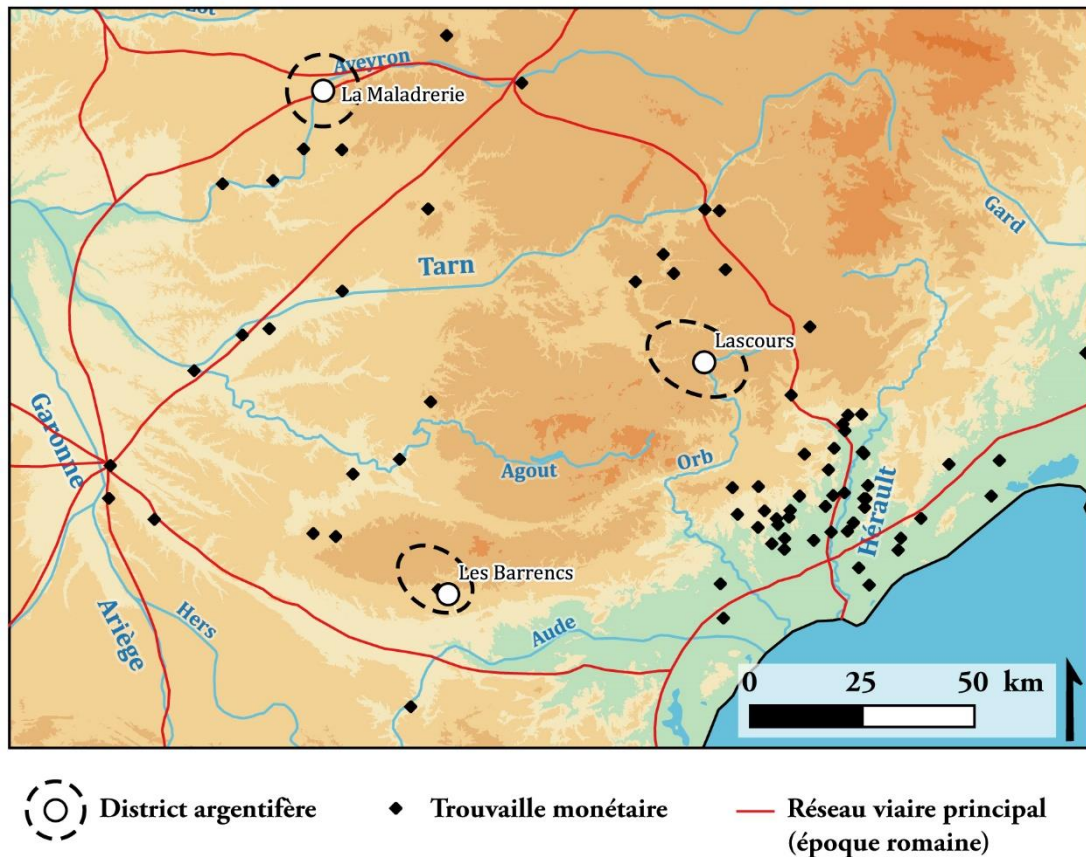 Lot
Aveyron
La Maladrerie
Gard
Tarn
Lascours
Garonne
Agout
Orb
Hérault
Les Barrencs
Ariège
Hers
Aude
0 25 50 km
District argentifère
Trouvaille monétaire
Réseau viaire principal
(époque romaine)